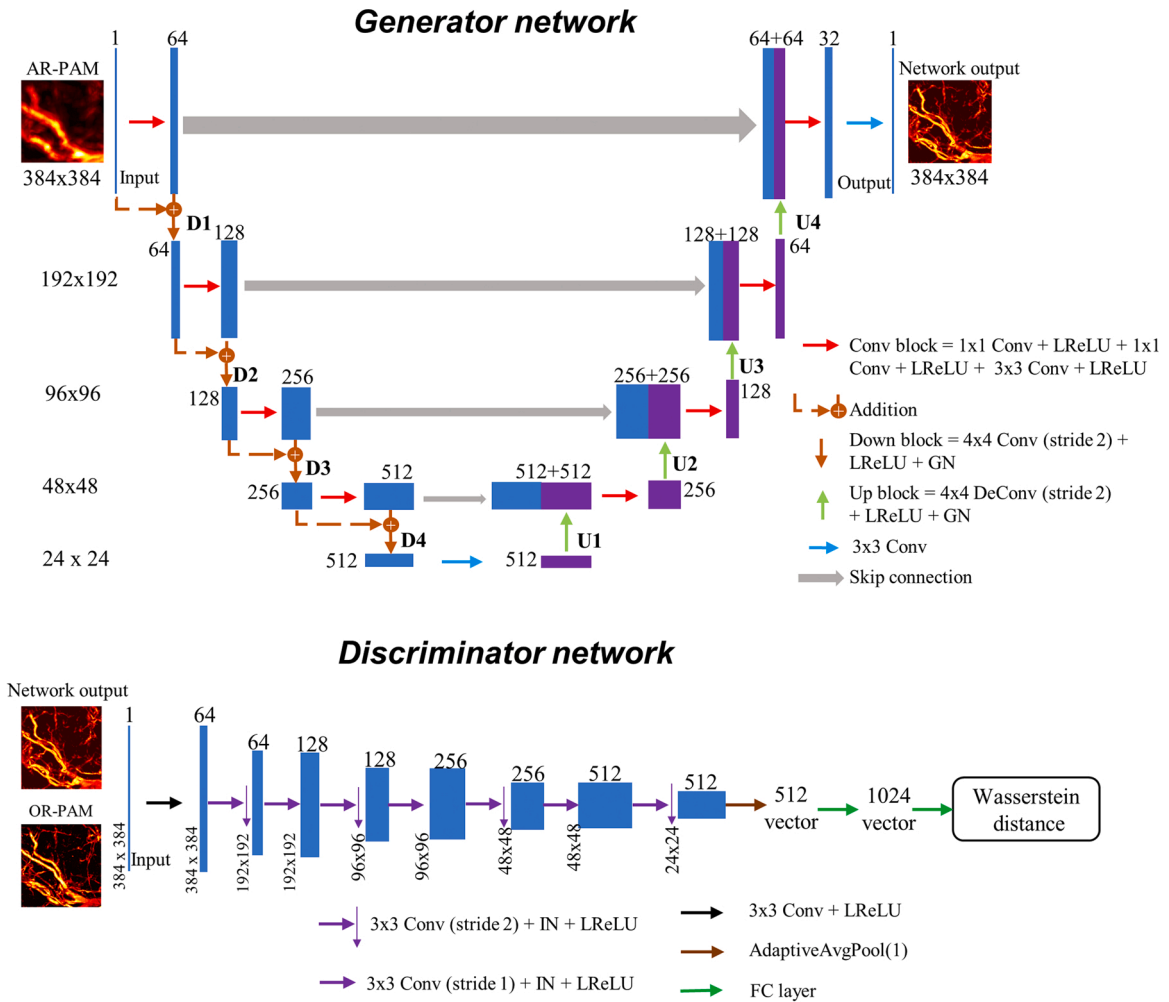 Generator network
1
64
64+64
32
1
AR-PAM
Network output
384x384
Input
Output
384x384
D1
U4
64
128
128+128
64
192x192
D2
U3
96x96
128
256
256+256
128
D3
U2
48x48
256
512
512+512
256
D4
U1
24 x 24
512
512
Conv block = 1x1 Conv + LReLU + 1x1
Conv + LReLU + 3x3 Conv + LReLU
Addition
Down block = 4x4 Conv (stride 2) +
LReLU + GN
Up block = 4x4 DeConv (stride 2)
+ LReLU + GN
3x3 Conv
Skip connection
Discriminator network
Network output
OR-PAM
1
64
64
128
128
256
256
512
512
Input
384 x 384
384 x 384
192x192
192x192
96x96
96x96
48x48
48x48
24x24
512
vector
1024
vector
Wasserstein
distance
3x3 Conv (stride 2) + IN + LReLU
3x3 Conv (stride 1) + IN + LReLU
3x3 Conv + LReLU
AdaptiveAvgPool(1)
FC layer